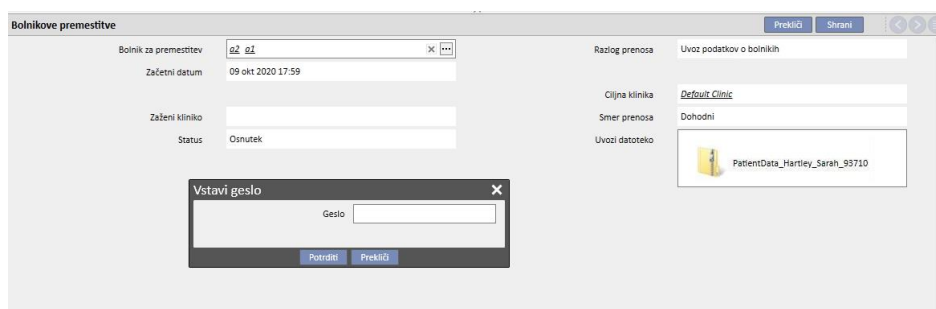 Bolnikove premestitve
Prekliči Shrani
Bolnik za premestitev a2 a1 Razlog prenosa Uvoz podatkov o bolnikih
Začetni datum 09 okt 2020 17:59
Ciljna klinika Default Clinic
Zaženi kliniko Smer prenosa Dohodni
Status Osnutek Uvozi datoteko
PatientData_Hartley_Sarah_93710
Vstavi geslo
Geslo
Potrditi Prekliči